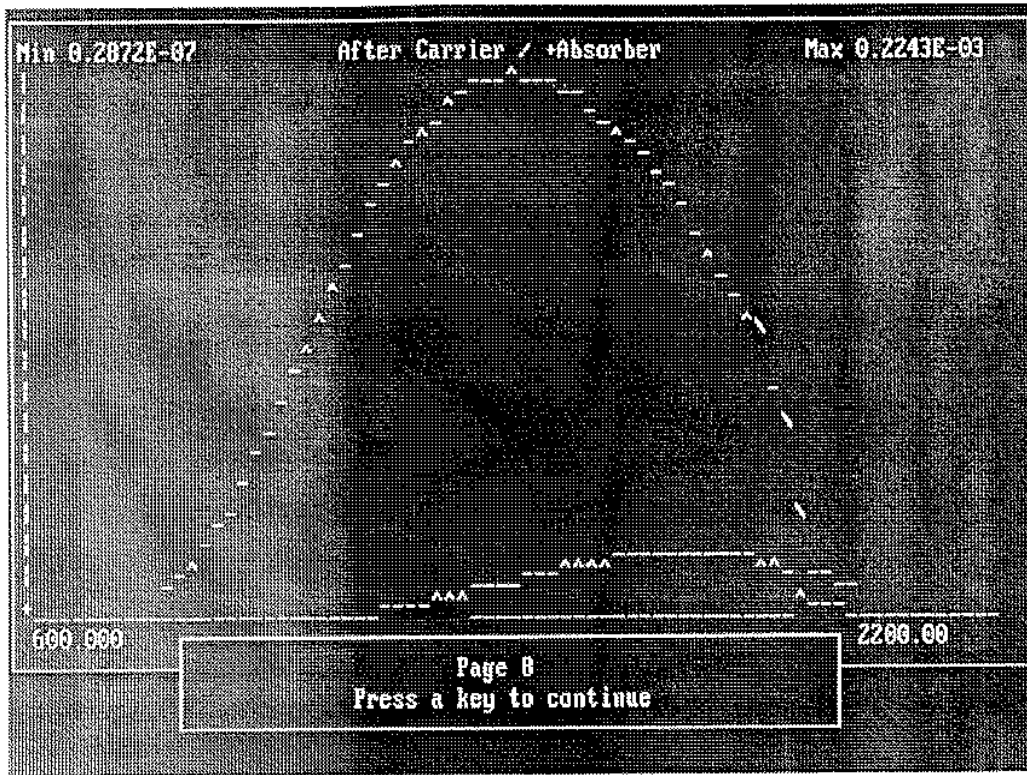 Min 0.2872E-07 After Carrier / +Absorber Max 0.2243E-03
600.000 2200.00
Page 8
Press a key to continue